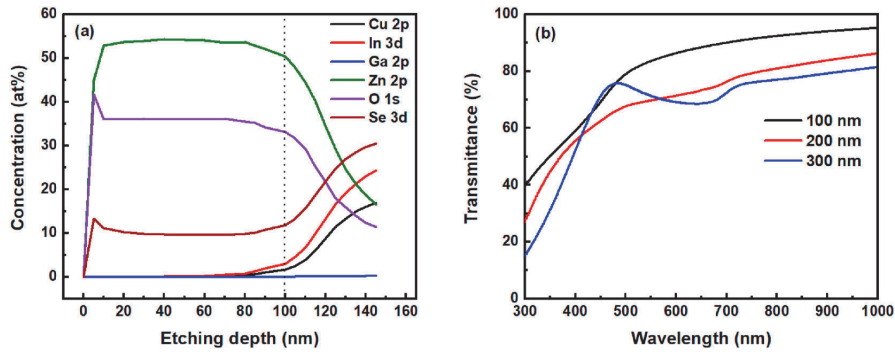 (a)
Cu 2p
In 3d
Ga 2p
Zn 2p
O 1s
Se 3d
60
50
40
30
20
10
0
Concentration (at%)
0 20 40 60 80 100 120 140 160
Etching depth (nm)
(b)
100 nm
200 nm
300 nm
100
80
60
40
20
0
Transmittance (%)
300 400 500 600 700 800 900 1000
Wavelength (nm)